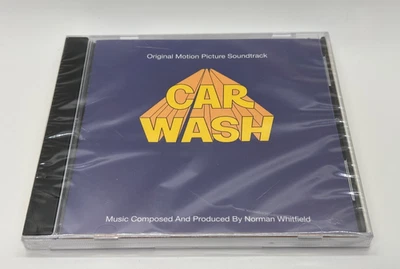 Original Motion Picture Soundtrack
CAR
WASH
Music Composed And Produced By Norman Whitfield